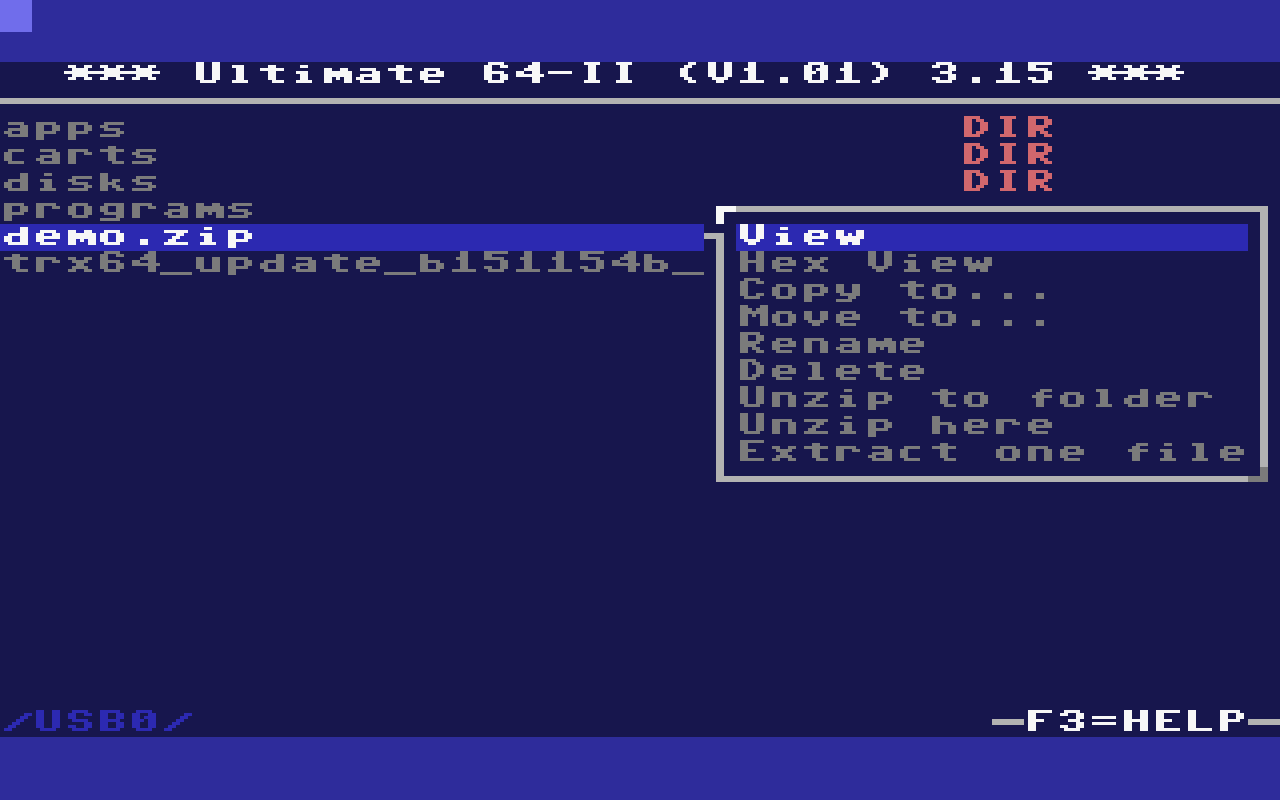 *** Ultimate 64-II (V1.01) 3.15 ***
apps DIR
carts DIR
disks DIR
programs
demo.zip
trx64_update_b151154b_
View
Hex View
Copy to...
Move to...
Rename
Delete
Unzip to folder
Unzip here
Extract one file
/USB0/
F3=HELP